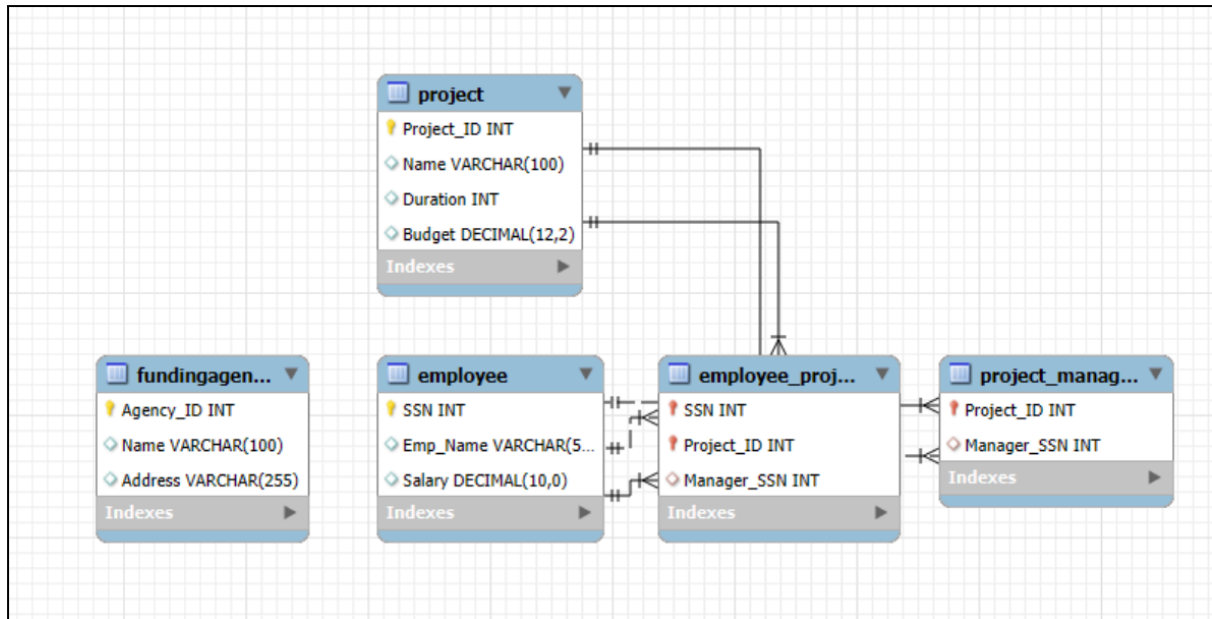 project
Project_ID INT
Name VARCHAR(100)
Duration INT
Budget DECIMAL(12,2)
Indexes
fundingagen...
Agency_ID INT
Name VARCHAR(100)
Address VARCHAR(255)
Indexes
employee
SSN INT
Emp_Name VARCHAR(5...
Salary DECIMAL(10,0)
Indexes
employee_proj...
SSN INT
Project_ID INT
Manager_SSN INT
Indexes
project_manag...
Project_ID INT
Manager_SSN INT
Indexes